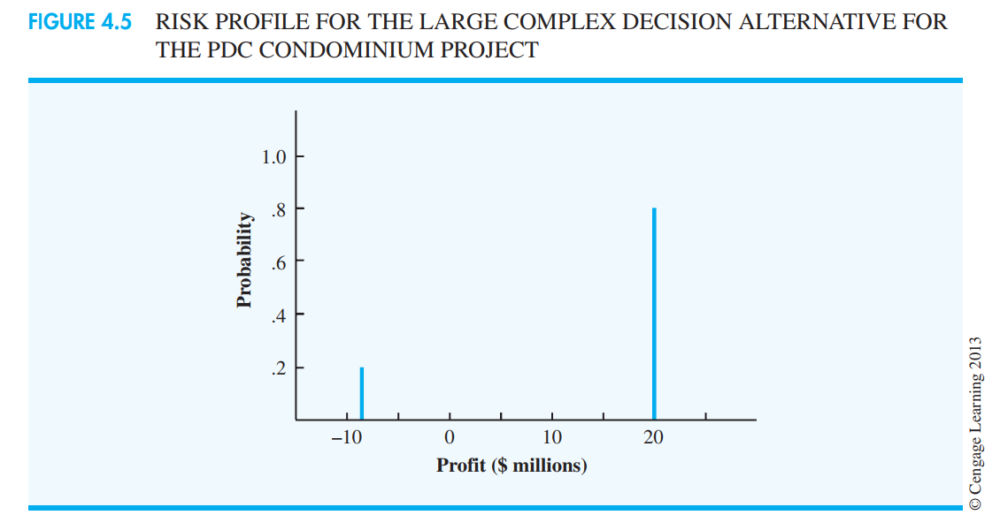 FIGURE 4.5 RISK PROFILE FOR THE LARGE COMPLEX DECISION ALTERNATIVE FOR
THE PDC CONDOMINIUM PROJECT
Probability
1.0
.8
.6
.4
.2
–10 0 10 20
Profit ($ millions)
© Cengage Learning 2013